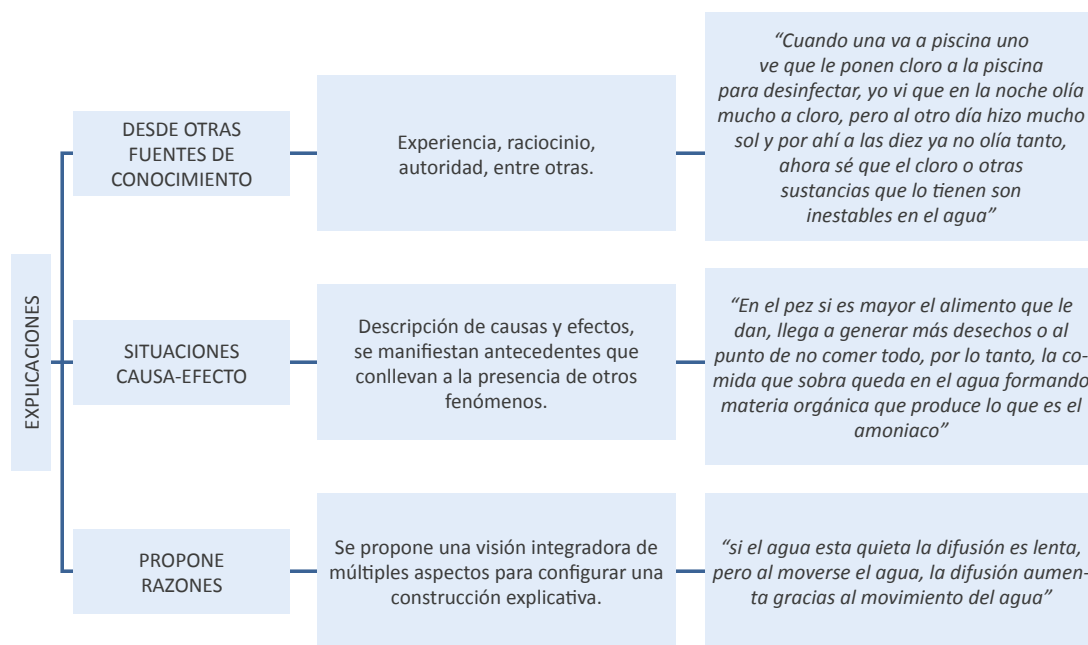 EXPLICACIONES
DESDE OTRAS
FUENTES DE
CONOCIMIENTO
Experiencia, raciocinio,
autoridad, entre otras.
“Cuando una va a piscina uno
ve que le ponen cloro a la piscina
para desinfectar, yo vi que en la noche olía
mucho a cloro, pero al otro día hizo mucho
sol y por ahí a las diez ya no olía tanto,
ahora sé que el cloro o otras
sustancias que lo tienen son
inestables en el agua”
SITUACIONES
CAUSA-EFECTO
Descripción de causas y efectos,
se manifiestan antecedentes que
conllevan a la presencia de otros
fenómenos.
“En el pez si es mayor el alimento que le
dan, llega a generar más desechos o al
punto de no comer todo, por lo tanto, la co-
mida que sobra queda en el agua formando
materia orgánica que produce lo que es el
amoniaco”
PROPONE
RAZONES
Se propone una visión integradora de
múltiples aspectos para configurar una
construcción explicativa.
“si el agua esta quieta la difusión es lenta,
pero al moverse el agua, la difusión aumen-
ta gracias al movimiento del agua”